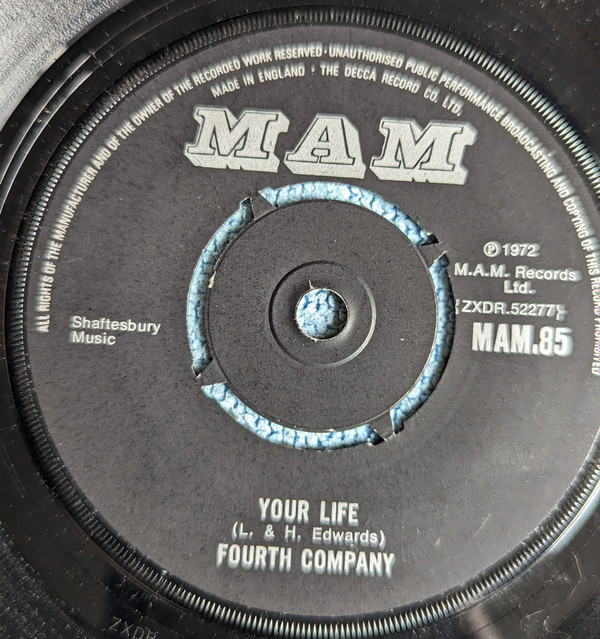 ALL RIGHTS OF THE MANUFACTURER AND OF THE OWNER OF THE RECORDED WORK RESERVED · UNAUTHORISED PUBLIC PERFORMANCE BROADCASTING AND COPYING OF THIS RECORD PROHIBITED
MADE IN ENGLAND · THE DECCA RECORD CO. LTD.
MAM
℗ 1972
M.A.M. Records
Ltd.
{ZXDR.52277}
MAM.85
Shaftesbury
Music
YOUR LIFE
(L. & H. Edwards)
FOURTH COMPANY
ZXDR